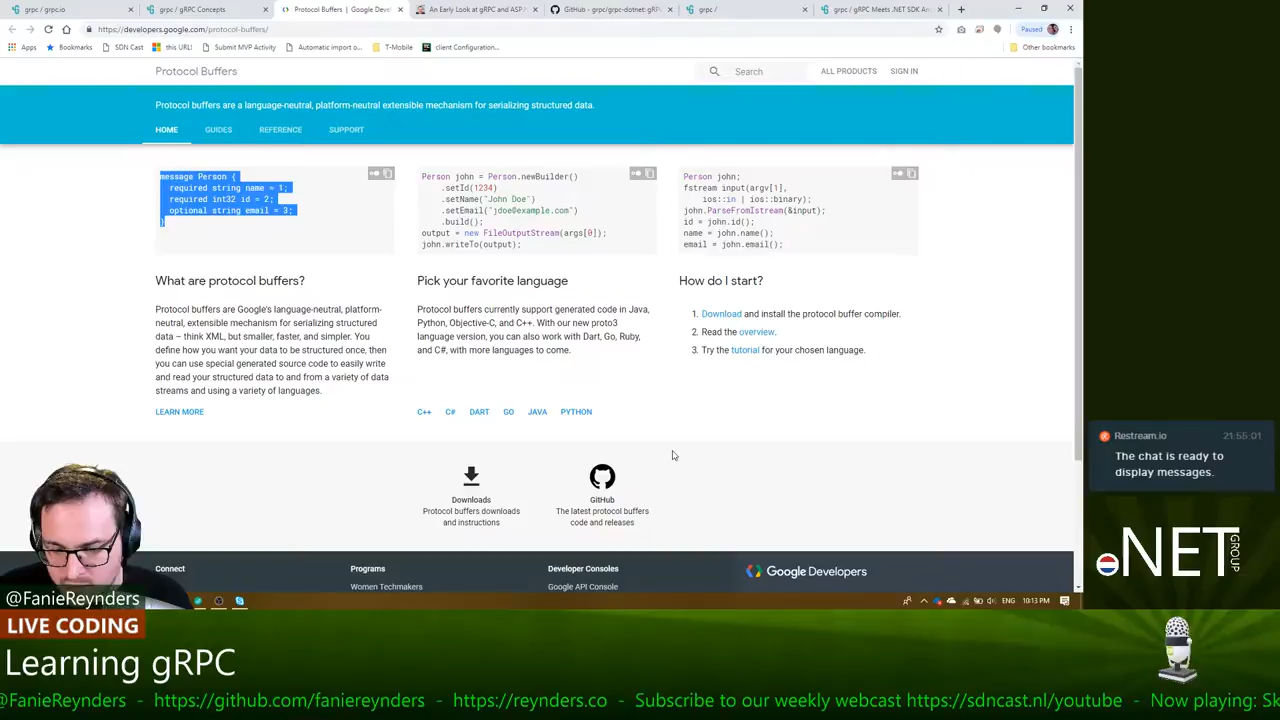 grpc / grpc.io
grpc / gRPC Concepts
Protocol Buffers | Google Deve
An Early Look at gRPC and ASP.
GitHub - grpc/grpc-dotnet: gRPC
grpc /
grpc / gRPC Meets .NET SDK An
https://developers.google.com/protocol-buffers/
Paused
Apps
Bookmarks
SDN Cast
this URL!
Submit MVP Activity
Automatic import o...
T-Mobile
client Configuration...
Other bookmarks
Protocol Buffers
Search
ALL PRODUCTS
SIGN IN
Protocol buffers are a language-neutral, platform-neutral extensible mechanism for serializing structured data.
HOME
GUIDES
REFERENCE
SUPPORT
message Person {
required string name = 1;
required int32 id = 2;
optional string email = 3;
}
Person john = Person.newBuilder()
.setId(1234)
.setName("John Doe")
.setEmail("jdoe@example.com")
.build();
output = new FileOutputStream(args[0]);
john.writeTo(output);
Person john;
fstream input(argv[1],
ios::in | ios::binary);
john.ParseFromIstream(&input);
id = john.id();
name = john.name();
email = john.email();
What are protocol buffers?
Protocol buffers are Google's language-neutral, platform-
neutral, extensible mechanism for serializing structured
data – think XML, but smaller, faster, and simpler. You
define how you want your data to be structured once, then
you can use special generated source code to easily write
and read your structured data to and from a variety of data
streams and using a variety of languages.
LEARN MORE
Pick your favorite language
Protocol buffers currently support generated code in Java,
Python, Objective-C, and C++. With our new proto3
language version, you can also work with Dart, Go, Ruby,
and C#, with more languages to come.
C++
C#
DART
GO
JAVA
PYTHON
How do I start?
1. Download and install the protocol buffer compiler.
2. Read the overview.
3. Try the tutorial for your chosen language.
Downloads
Protocol buffers downloads
and instructions
GitHub
The latest protocol buffers
code and releases
Connect
Programs
Women Techmakers
Developer Consoles
Google API Console
Google Developers
ENG
10:13 PM
Restream.io
21:55:01
The chat is ready to
display messages.
.NET
GROUP
@FanieReynders
LIVE CODING
Learning gRPC
@FanieReynders - https://github.com/faniereynders - https://reynders.co - Subscribe to our weekly webcast https://sdncast.nl/youtube - Now playing: Sk